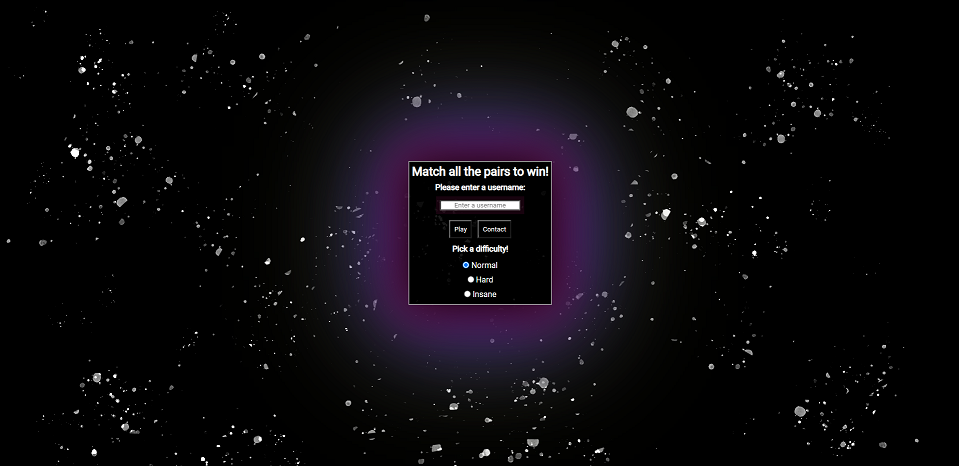 Match all the pairs to win!
Please enter a username:
Enter a username
Play Contact
Pick a difficulty!
Normal
Hard
Insane